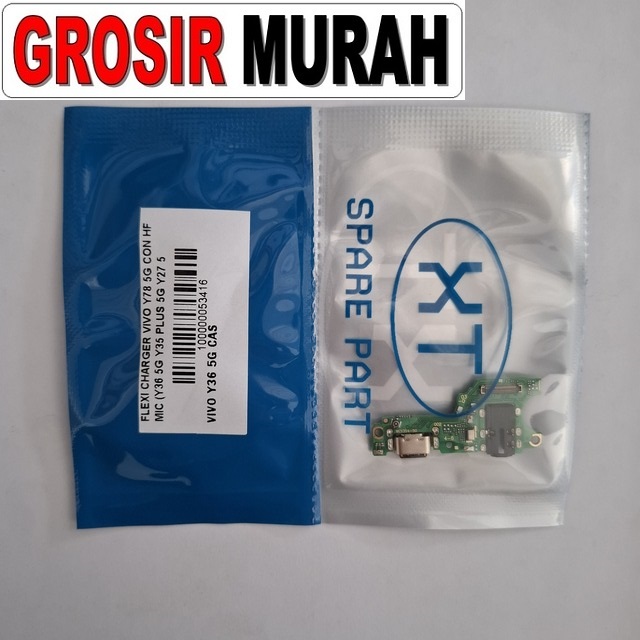 GROSIR MURAH
FLEXI CHARGER VIVO Y78 5G CON HF
MIC (Y36 5G Y35 PLUS 5G Y27 5
100000053416
VIVO Y36 5G CAS
XT
SPARE PART